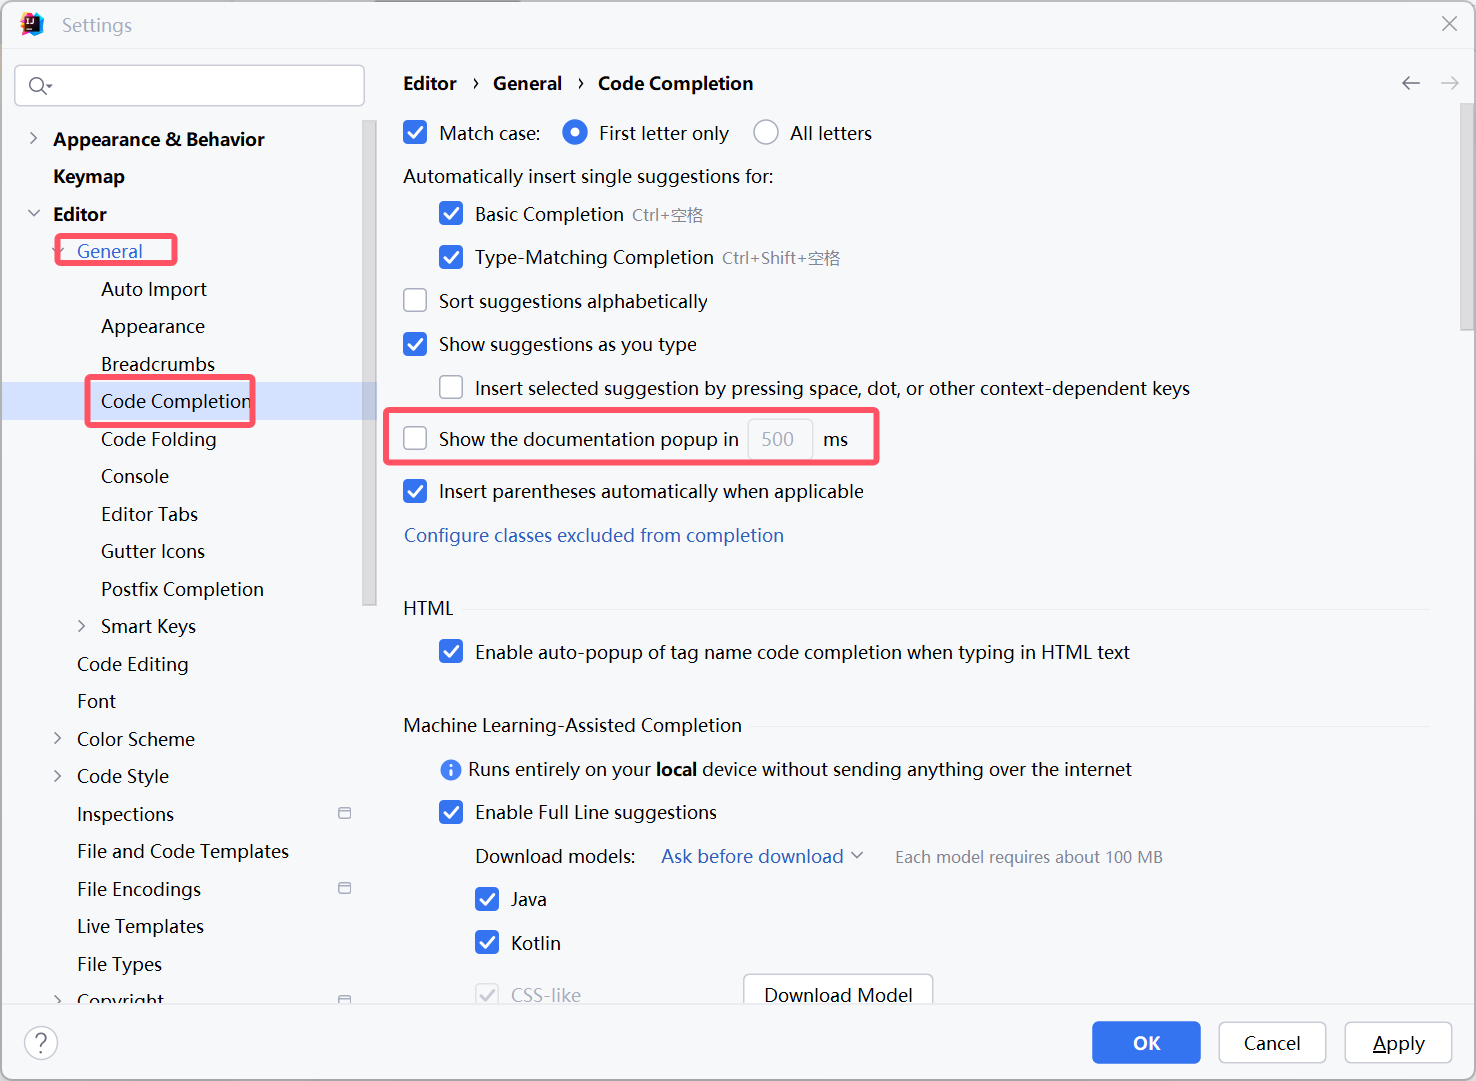 Settings
Editor › General › Code Completion
Appearance & Behavior
Keymap
Editor
General
Auto Import
Appearance
Breadcrumbs
Code Completion
Code Folding
Console
Editor Tabs
Gutter Icons
Postfix Completion
Smart Keys
Code Editing
Font
Color Scheme
Code Style
Inspections
File and Code Templates
File Encodings
Live Templates
File Types
Copyright
Match case: First letter only All letters
Automatically insert single suggestions for:
Basic Completion Ctrl+空格
Type-Matching Completion Ctrl+Shift+空格
Sort suggestions alphabetically
Show suggestions as you type
Insert selected suggestion by pressing space, dot, or other context-dependent keys
Show the documentation popup in 500 ms
Insert parentheses automatically when applicable
Configure classes excluded from completion
HTML
Enable auto-popup of tag name code completion when typing in HTML text
Machine Learning-Assisted Completion
Runs entirely on your local device without sending anything over the internet
Enable Full Line suggestions
Download models: Ask before download Each model requires about 100 MB
Java
Kotlin
CSS-like Download Model
? OK Cancel Apply